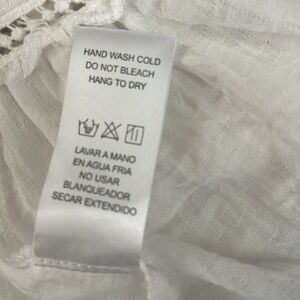 HAND WASH COLD
DO NOT BLEACH
HANG TO DRY
LAVAR A MANO
EN AGUA FRIA
NO USAR
BLANQUEADOR
SECAR EXTENDIDO